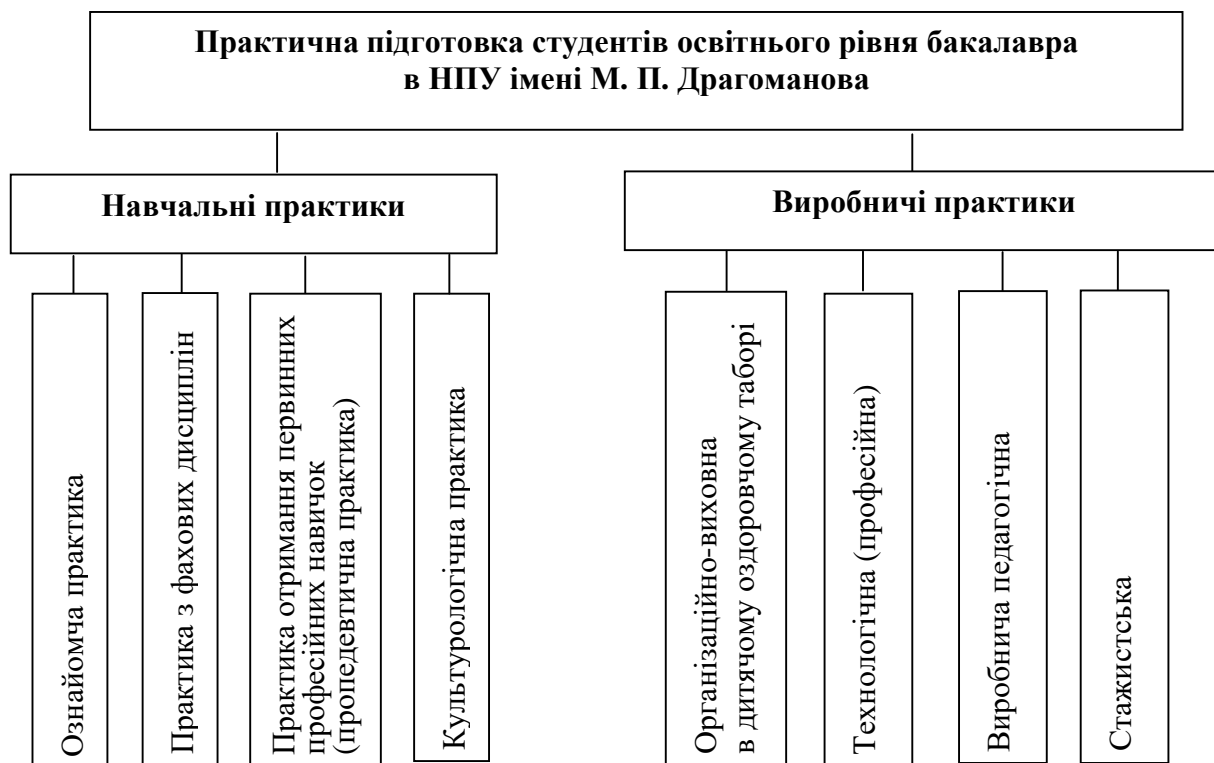 Практична підготовка студентів освітнього рівня бакалавра
в НПУ імені М. П. Драгоманова
Навчальні практики
Виробничі практики
Ознайомча практика
Практика з фахових дисциплін
Практика отримання первинних
професійних навичок
(пропедевтична практика)
Культурологічна практика
Організаційно-виховна
в дитячому оздоровчому таборі
Технологічна (професійна)
Виробнича педагогічна
Стажистська